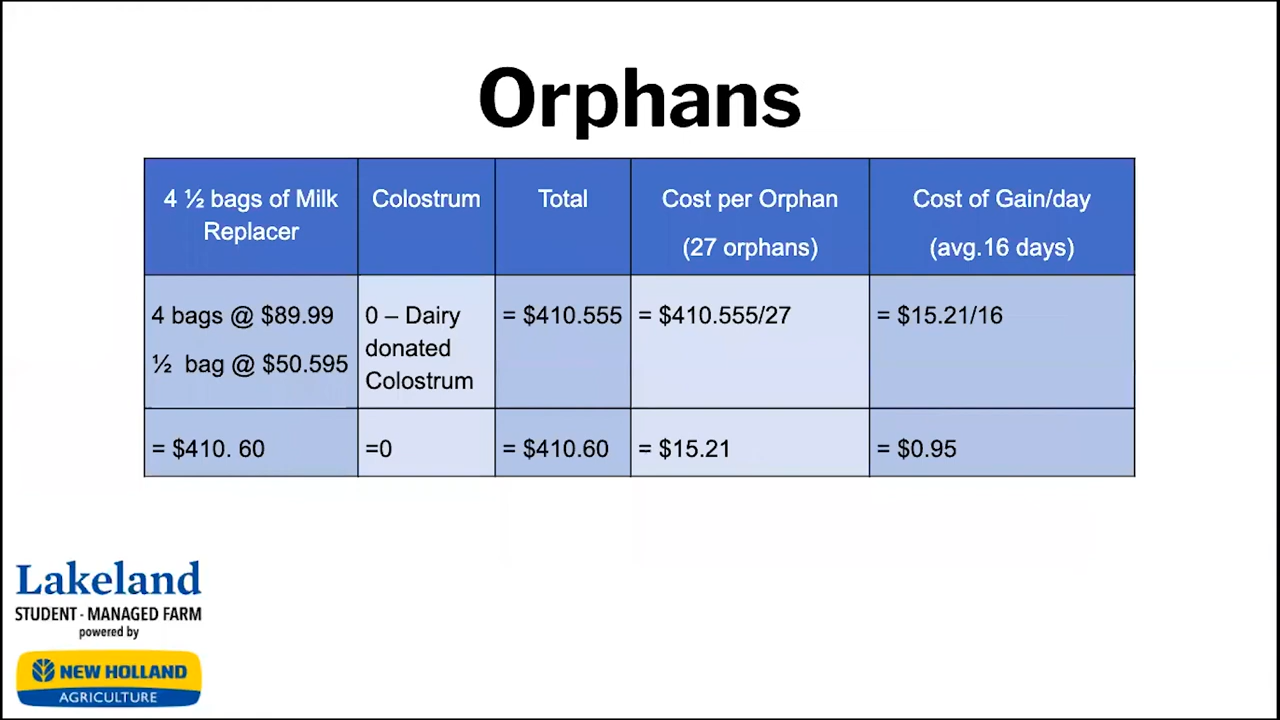 Orphans
4 ½ bags of Milk
Replacer
Colostrum
Total
Cost per Orphan
(27 orphans)
Cost of Gain/day
(avg.16 days)
4 bags @ $89.99
½  bag @ $50.595
0 – Dairy
donated
Colostrum
= $410.555
= $410.555/27
= $15.21/16
= $410. 60
=0
= $410.60
= $15.21
= $0.95
Lakeland
STUDENT - MANAGED FARM
powered by
NEW HOLLAND
AGRICULTURE